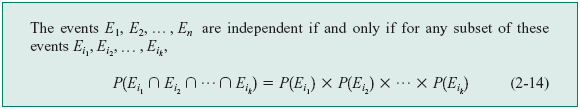 The events E₁, E₂, … , Eₙ are independent if and only if for any subset of these
events Eᵢ₁, Eᵢ₂, … , Eᵢₖ,
P(Eᵢ₁ ∩ Eᵢ₂ ∩ ⋯ ∩ Eᵢₖ) = P(Eᵢ₁) × P(Eᵢ₂) × ⋯ × P(Eᵢₖ) (2-14)